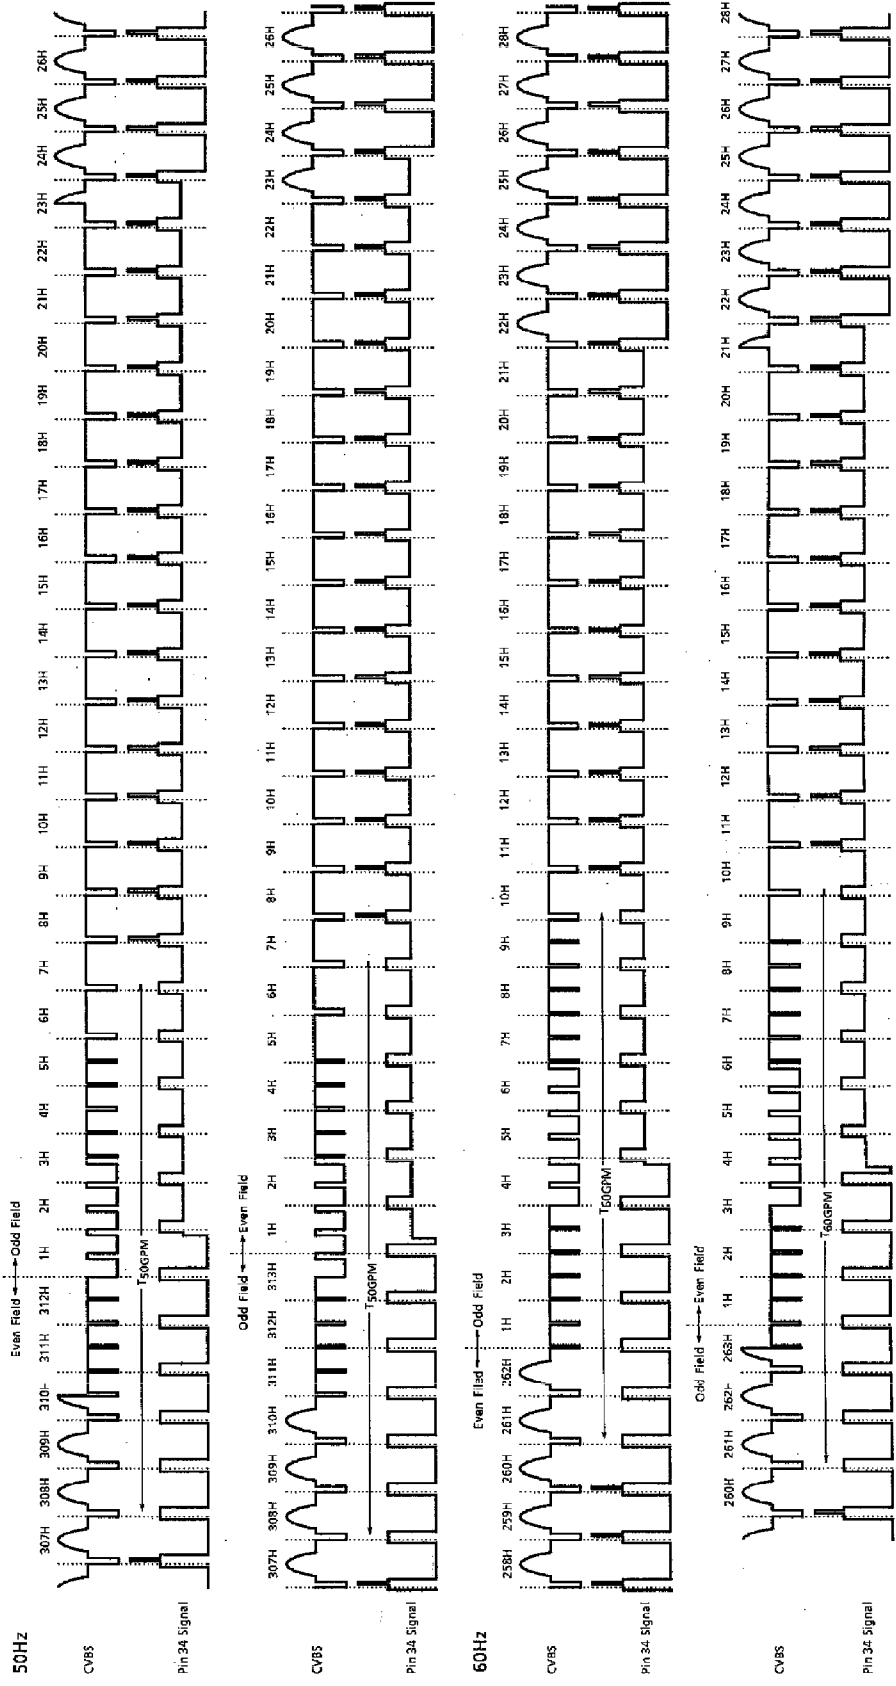 50Hz
Even Field ←→ Odd Field
307H 308H 309H 310H 311H 312H 1H 2H 3H 4H 5H 6H 7H 8H 9H 10H 11H 12H 13H 14H 15H 16H 17H 18H 19H 20H 21H 22H 23H 24H 25H 26H
CVBS
T50GPM
Pin 34 Signal
Odd Field ←→ Even Field
307H 308H 309H 310H 311H 312H 313H 1H 2H 3H 4H 5H 6H 7H 8H 9H 10H 11H 12H 13H 14H 15H 16H 17H 18H 19H 20H 21H 22H 23H 24H 25H 26H
CVBS
T50GPM
Pin 34 Signal
60Hz
Even Filed ←→ Odd Field
258H 259H 260H 261H 262H 1H 2H 3H 4H 5H 6H 7H 8H 9H 10H 11H 12H 13H 14H 15H 16H 17H 18H 19H 20H 21H 22H 23H 24H 25H 26H 27H 28H
CVBS
T60GPM
Pin 34 Signal
Odd Field ←→ Even Field
260H 261H 262H 263H 1H 2H 3H 4H 5H 6H 7H 8H 9H 10H 11H 12H 13H 14H 15H 16H 17H 18H 19H 20H 21H 22H 23H 24H 25H 26H 27H 28H
CVBS
T60GPM
Pin 34 Signal